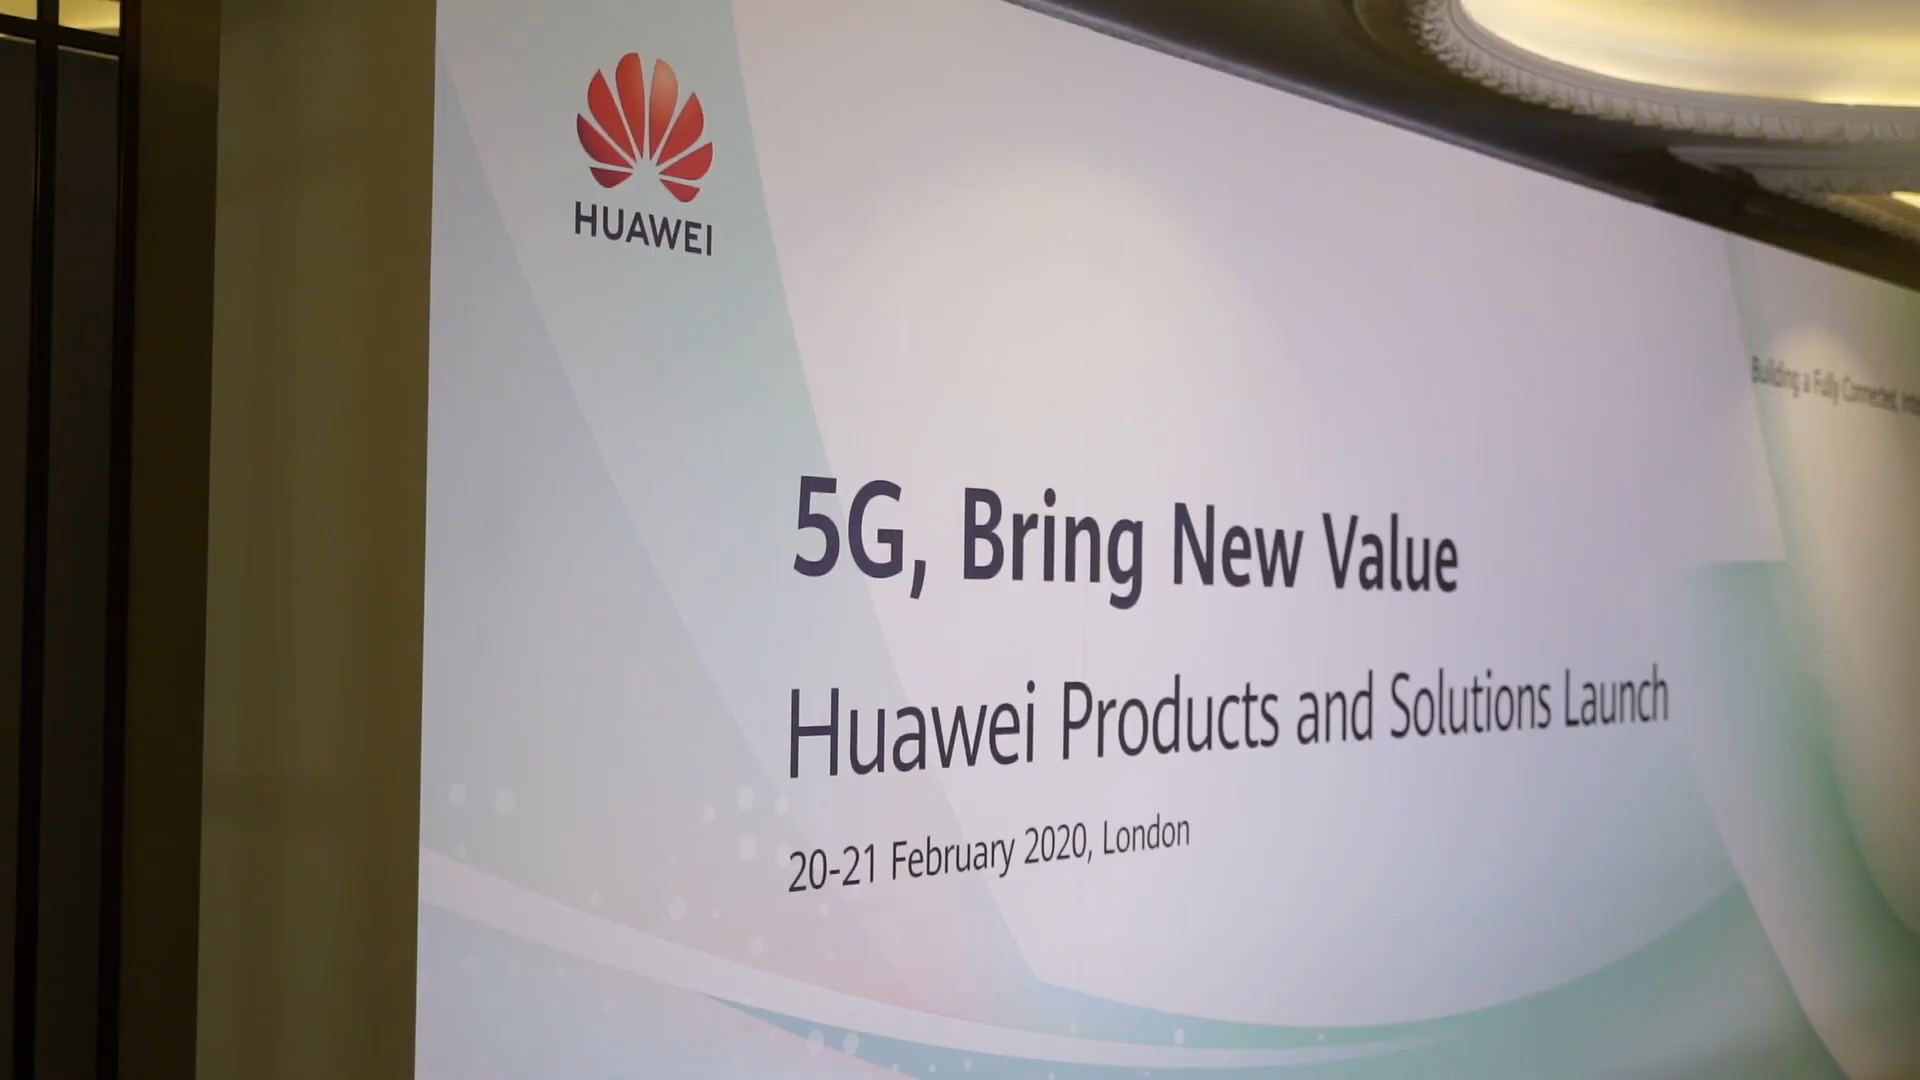 HUAWEI
5G, Bring New Value
Huawei Products and Solutions Launch
20-21 February 2020, London
Building a Fully Connected,